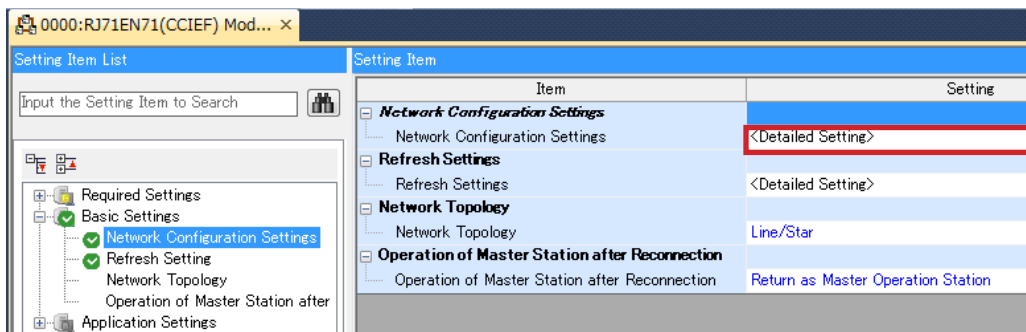 0000:RJ71EN71(CCIEF) Mod... ×
Setting Item List
Input the Setting Item to Search
Required Settings
Basic Settings
Network Configuration Settings
Refresh Setting
Network Topology
Operation of Master Station after
Application Settings
Setting Item
Item Setting
Network Configuration Settings
Network Configuration Settings <Detailed Setting>
Refresh Settings
Refresh Settings <Detailed Setting>
Network Topology
Network Topology Line/Star
Operation of Master Station after Reconnection
Operation of Master Station after Reconnection Return as Master Operation Station